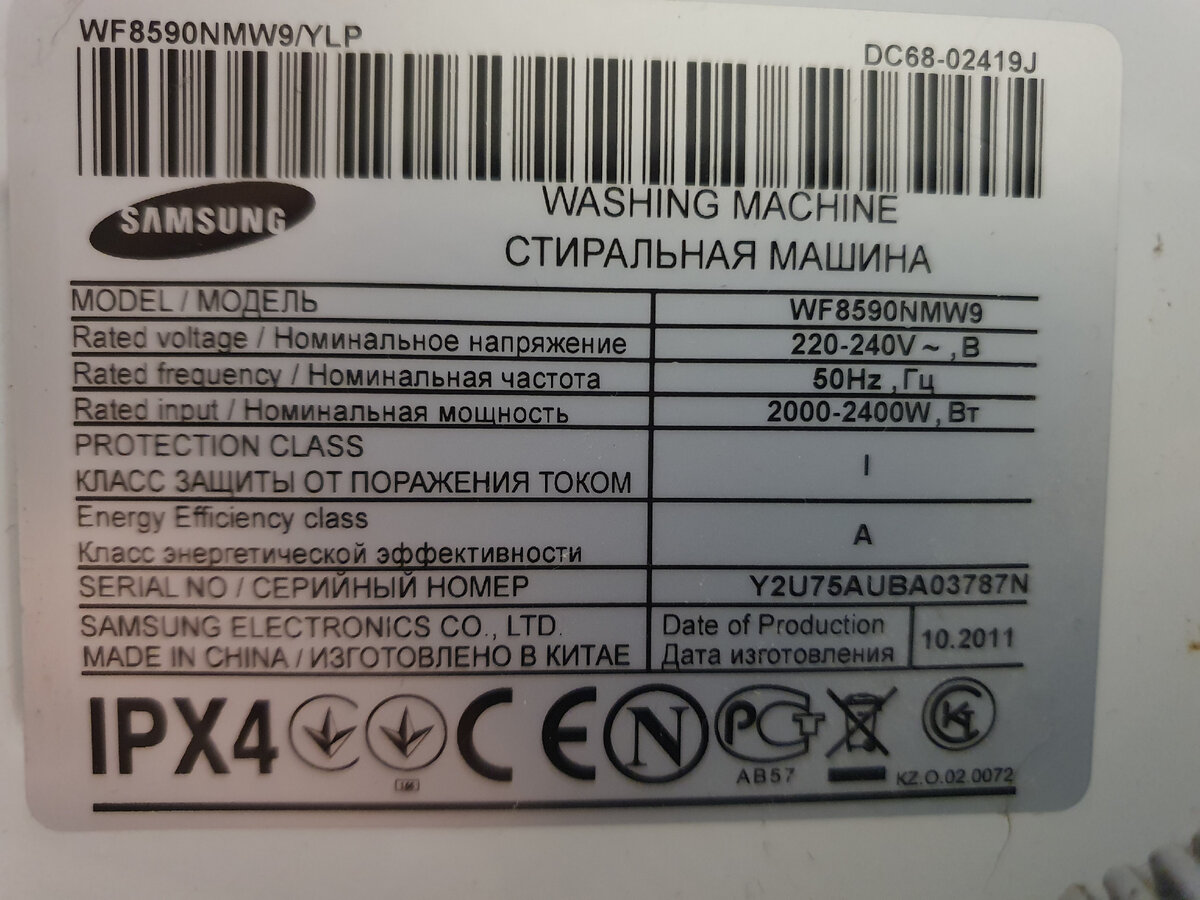 WF8590NMW9/YLP
DC68-02419J
SAMSUNG
WASHING MACHINE
СТИРАЛЬНАЯ МАШИНА
MODEL / МОДЕЛЬ WF8590NMW9
Rated voltage / Номинальное напряжение 220-240V ~ , В
Rated frequency / Номинальная частота 50Hz , Гц
Rated input / Номинальная мощность 2000-2400W, Вт
PROTECTION CLASS
КЛАСС ЗАЩИТЫ ОТ ПОРАЖЕНИЯ ТОКОМ I
Energy Efficiency class
Класс энергетической эффективности A
SERIAL NO / СЕРИЙНЫЙ НОМЕР Y2U75AUBA03787N
SAMSUNG ELECTRONICS CO., LTD.
MADE IN CHINA / ИЗГОТОВЛЕНО В КИТАЕ
Date of Production
Дата изготовления
10.2011
IPX4 CE N РСТ
АВ57
KZ.O.02.0072